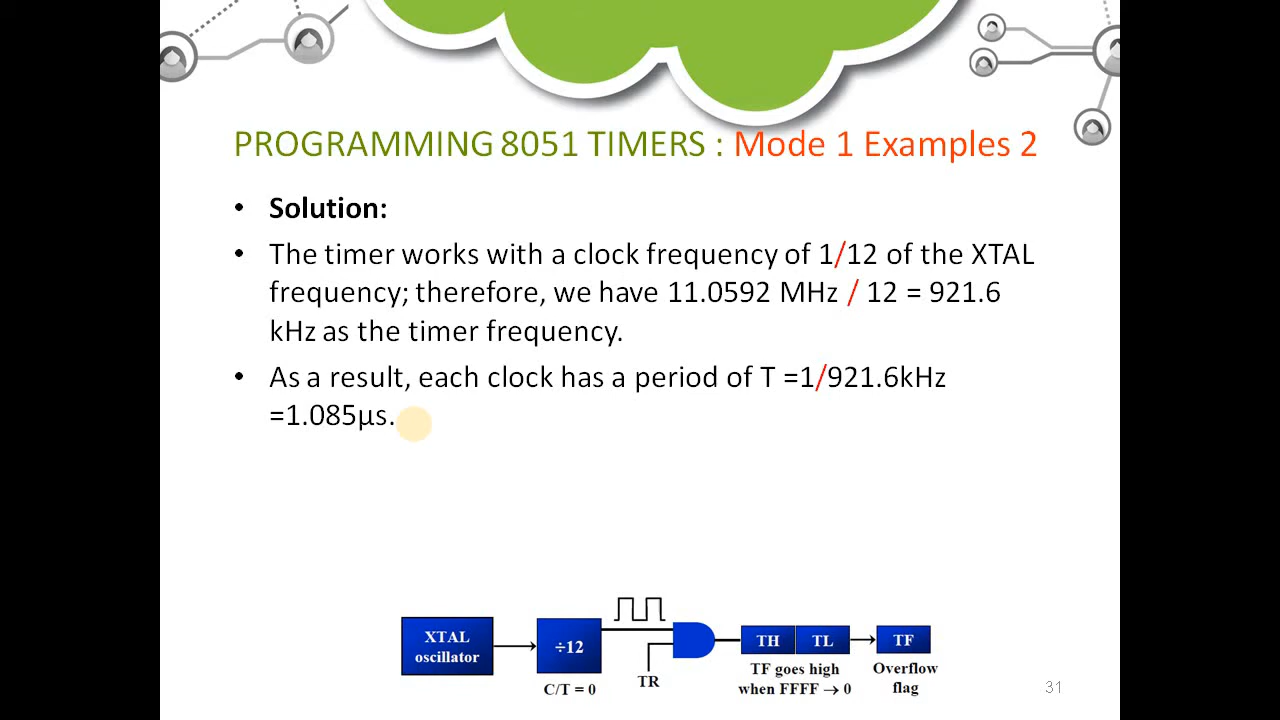 PROGRAMMING 8051 TIMERS : Mode 1 Examples 2
• Solution:
• The timer works with a clock frequency of 1/12 of the XTAL
frequency; therefore, we have 11.0592 MHz / 12 = 921.6
kHz as the timer frequency.
• As a result, each clock has a period of T =1/921.6kHz
=1.085μs.
XTAL
oscillator
÷12
C/T = 0
TR
TH
TL
TF goes high
when FFFF → 0
TF
Overflow
flag
31